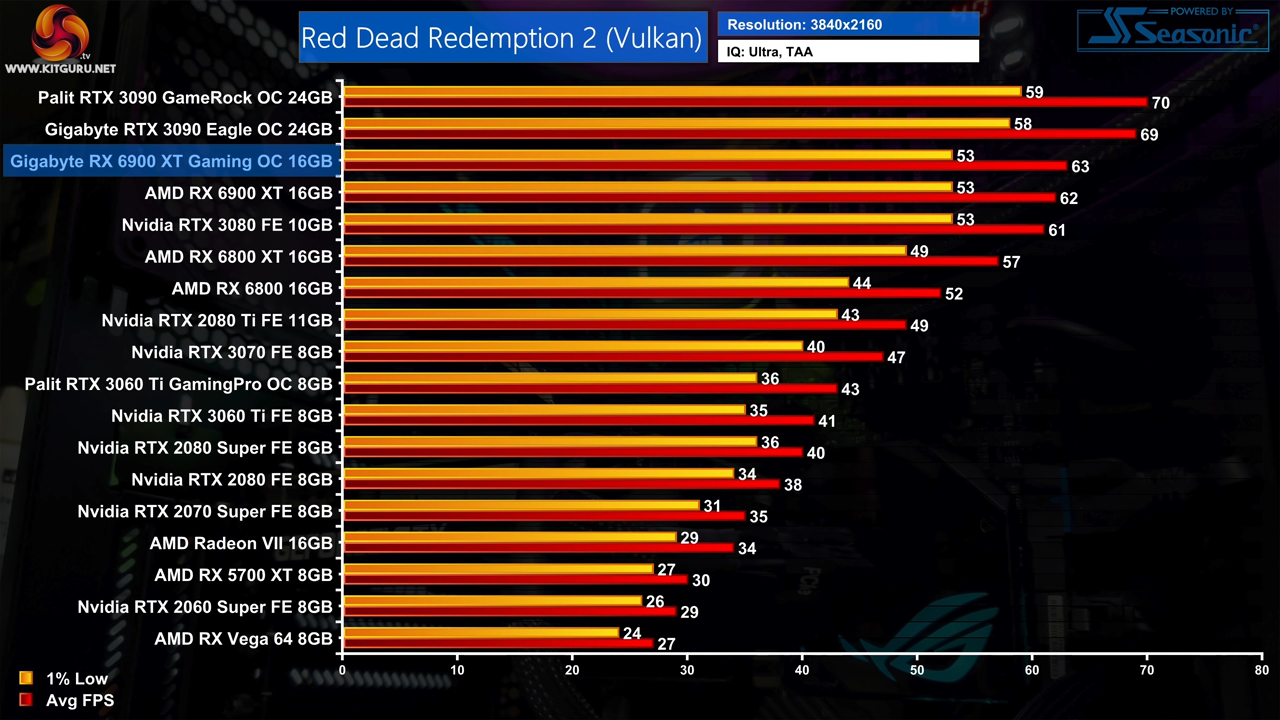 .tv
WWW.KITGURU.NET
Red Dead Redemption 2 (Vulkan)
Resolution: 3840x2160
IQ: Ultra, TAA
POWERED BY
Seasonic
Palit RTX 3090 GameRock OC 24GB 59 70
Gigabyte RTX 3090 Eagle OC 24GB 58 69
Gigabyte RX 6900 XT Gaming OC 16GB 53 63
AMD RX 6900 XT 16GB 53 62
Nvidia RTX 3080 FE 10GB 53 61
AMD RX 6800 XT 16GB 49 57
AMD RX 6800 16GB 44 52
Nvidia RTX 2080 Ti FE 11GB 43 49
Nvidia RTX 3070 FE 8GB 40 47
Palit RTX 3060 Ti GamingPro OC 8GB 36 43
Nvidia RTX 3060 Ti FE 8GB 35 41
Nvidia RTX 2080 Super FE 8GB 36 40
Nvidia RTX 2080 FE 8GB 34 38
Nvidia RTX 2070 Super FE 8GB 31 35
AMD Radeon VII 16GB 29 34
AMD RX 5700 XT 8GB 27 30
Nvidia RTX 2060 Super FE 8GB 26 29
AMD RX Vega 64 8GB 24 27
0 10 20 30 40 50 60 70 80
1% Low
Avg FPS